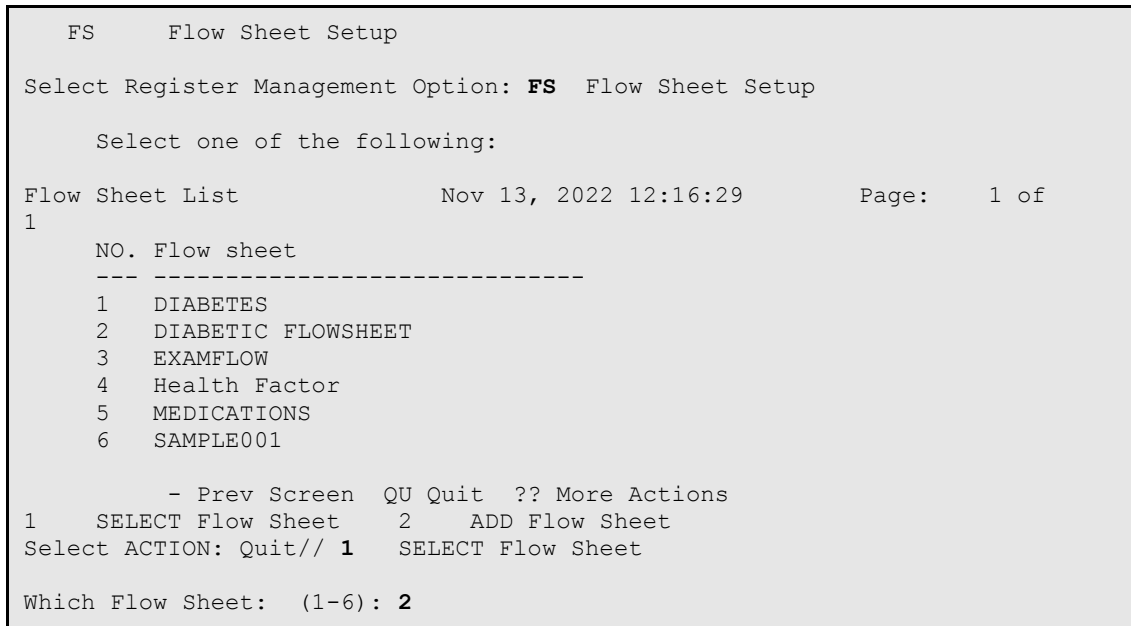 FS Flow Sheet Setup
Select Register Management Option: FS Flow Sheet Setup
Select one of the following:
Flow Sheet List Nov 13, 2022 12:16:29 Page: 1 of
1
NO. Flow sheet
--- ------------------------------
1 DIABETES
2 DIABETIC FLOWSHEET
3 EXAMFLOW
4 Health Factor
5 MEDICATIONS
6 SAMPLE001
- Prev Screen QU Quit ?? More Actions
1 SELECT Flow Sheet 2 ADD Flow Sheet
Select ACTION: Quit// 1 SELECT Flow Sheet
Which Flow Sheet: (1-6): 2